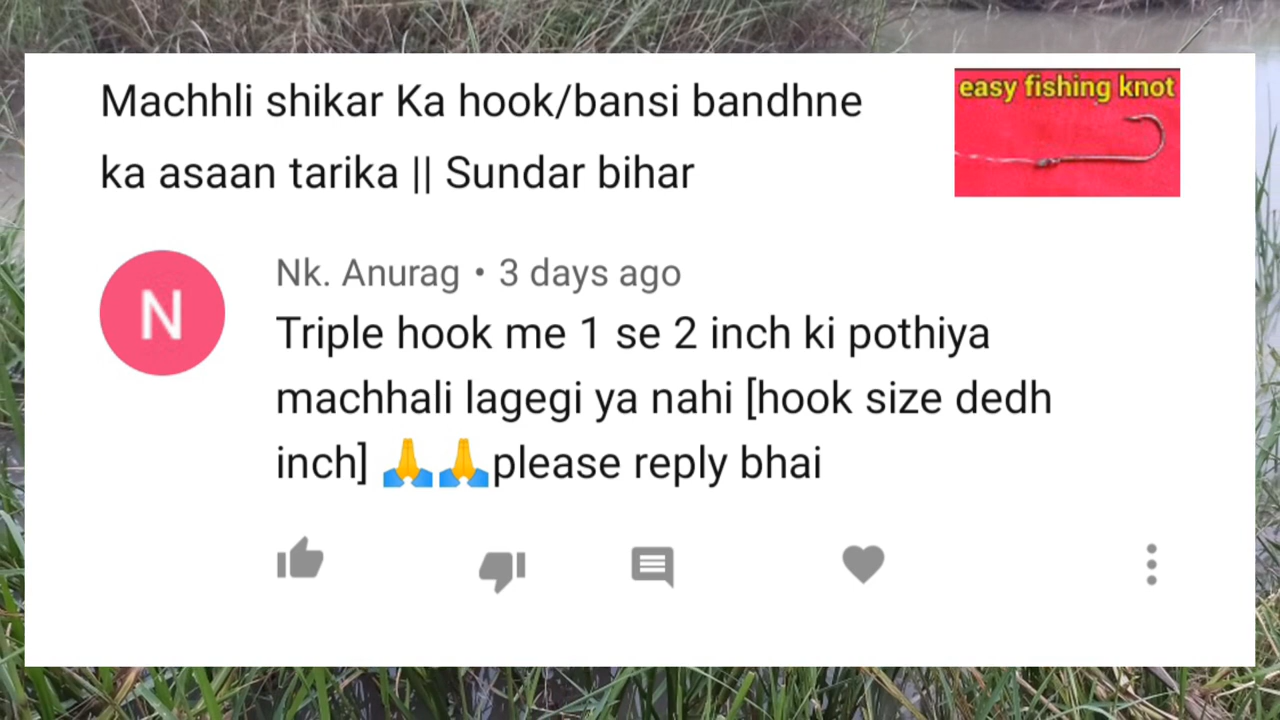 Machhli shikar Ka hook/bansi bandhne
ka asaan tarika || Sundar bihar
easy fishing knot
N
Nk. Anurag • 3 days ago
Triple hook me 1 se 2 inch ki pothiya
machhali lagegi ya nahi [hook size dedh
inch] 🙏🙏please reply bhai